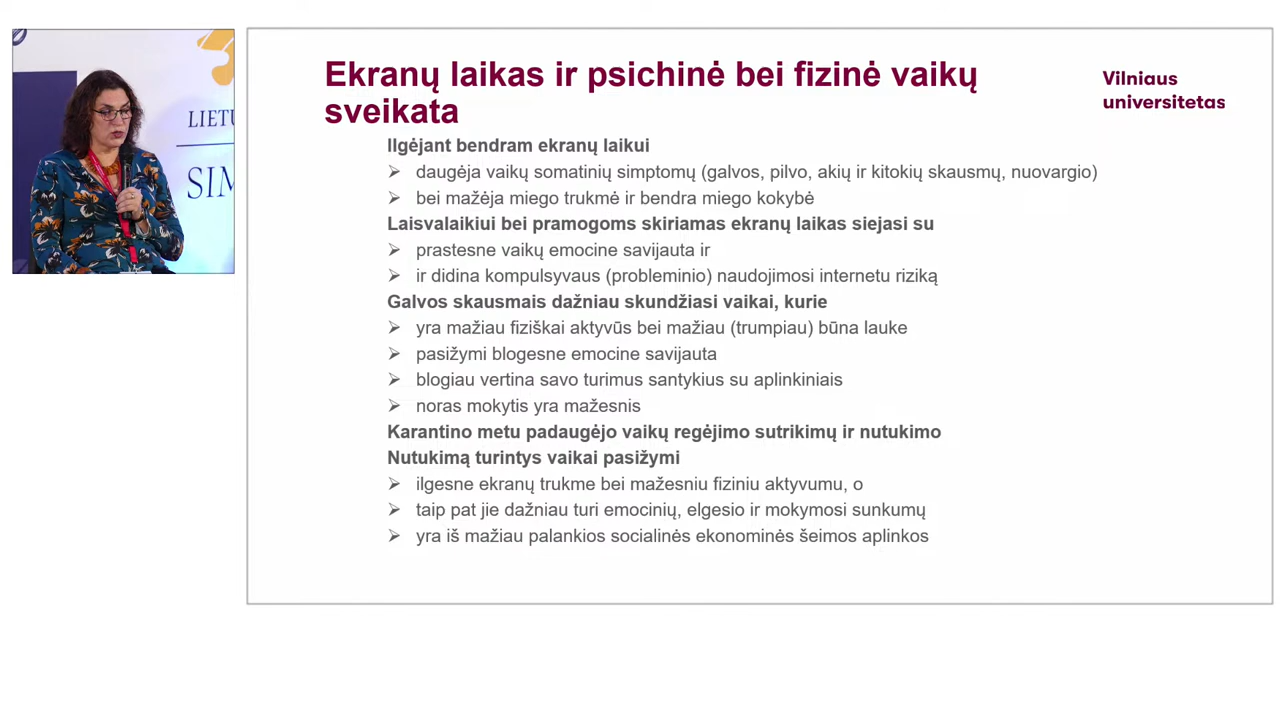 LIETU
SIM
Ekranų laikas ir psichinė bei fizinė vaikų
sveikata
Vilniaus
universitetas
Ilgėjant bendram ekranų laikui
➢ daugėja vaikų somatinių simptomų (galvos, pilvo, akių ir kitokių skausmų, nuovargio)
➢ bei mažėja miego trukmė ir bendra miego kokybė
Laisvalaikiui bei pramogoms skiriamas ekranų laikas siejasi su
➢ prastesne vaikų emocine savijauta ir
➢ ir didina kompulsyvaus (probleminio) naudojimosi internetu riziką
Galvos skausmais dažniau skundžiasi vaikai, kurie
➢ yra mažiau fiziškai aktyvūs bei mažiau (trumpiau) būna lauke
➢ pasižymi blogesne emocine savijauta
➢ blogiau vertina savo turimus santykius su aplinkiniais
➢ noras mokytis yra mažesnis
Karantino metu padaugėjo vaikų regėjimo sutrikimų ir nutukimo
Nutukimą turintys vaikai pasižymi
➢ ilgesne ekranų trukme bei mažesniu fiziniu aktyvumu, o
➢ taip pat jie dažniau turi emocinių, elgesio ir mokymosi sunkumų
➢ yra iš mažiau palankios socialinės ekonominės šeimos aplinkos